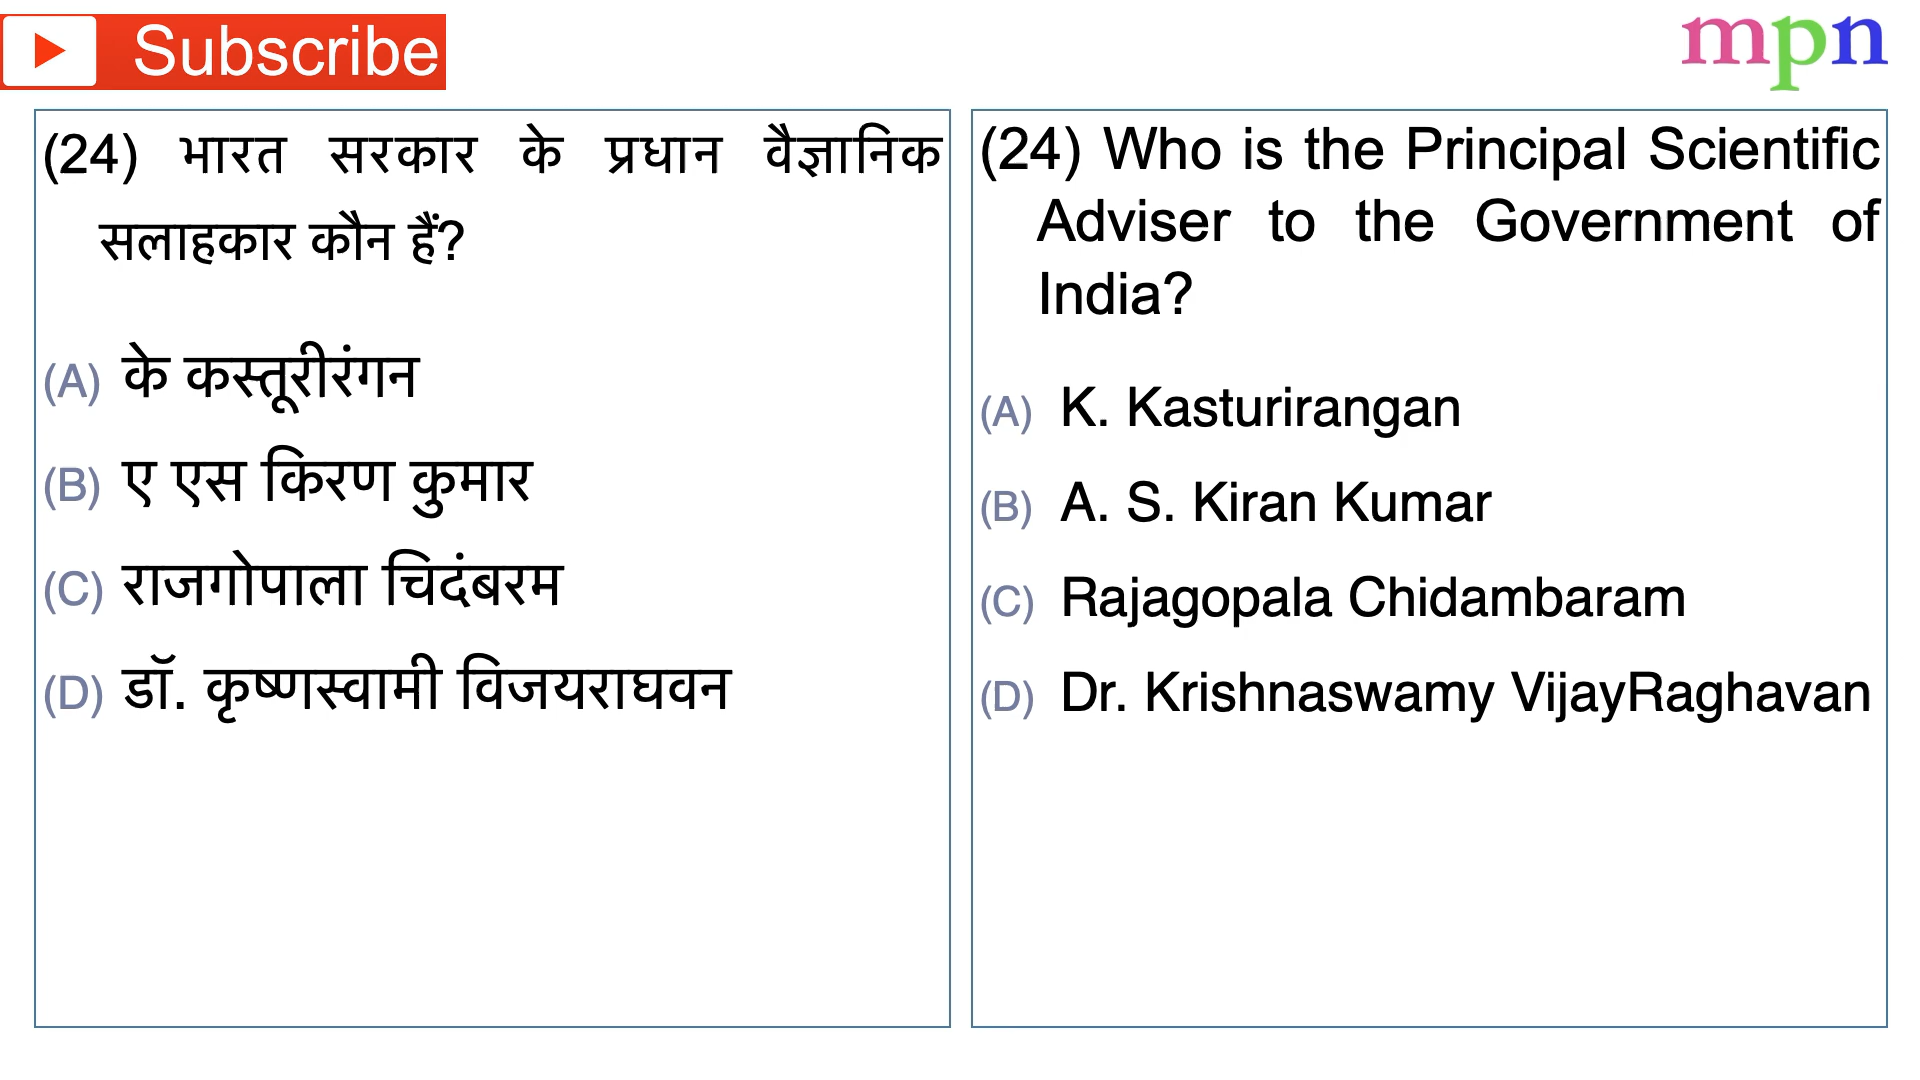 Subscribe
mpn
(24) भारत सरकार के प्रधान वैज्ञानिक
सलाहकार कौन हैं?
(A) के कस्तूरीरंगन
(B) ए एस किरण कुमार
(C) राजगोपाला चिदंबरम
(D) डॉ. कृष्णस्वामी विजयराघवन
(24) Who is the Principal Scientific
Adviser to the Government of
India?
(A) K. Kasturirangan
(B) A. S. Kiran Kumar
(C) Rajagopala Chidambaram
(D) Dr. Krishnaswamy VijayRaghavan